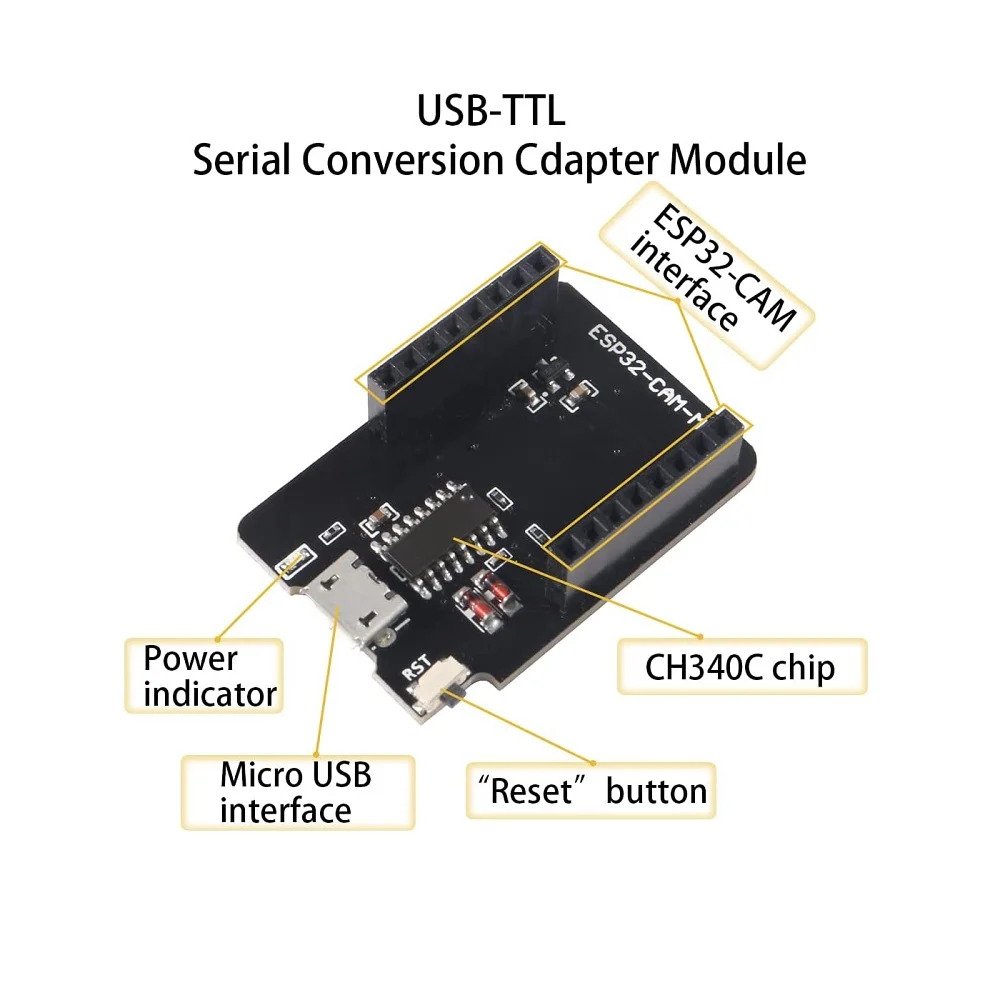 USB-TTL
Serial Conversion Cdapter Module
ESP32-CAM
interface
ESP32-CAM-M
Power
indicator
RST
CH340C chip
Micro USB
interface
“Reset” button